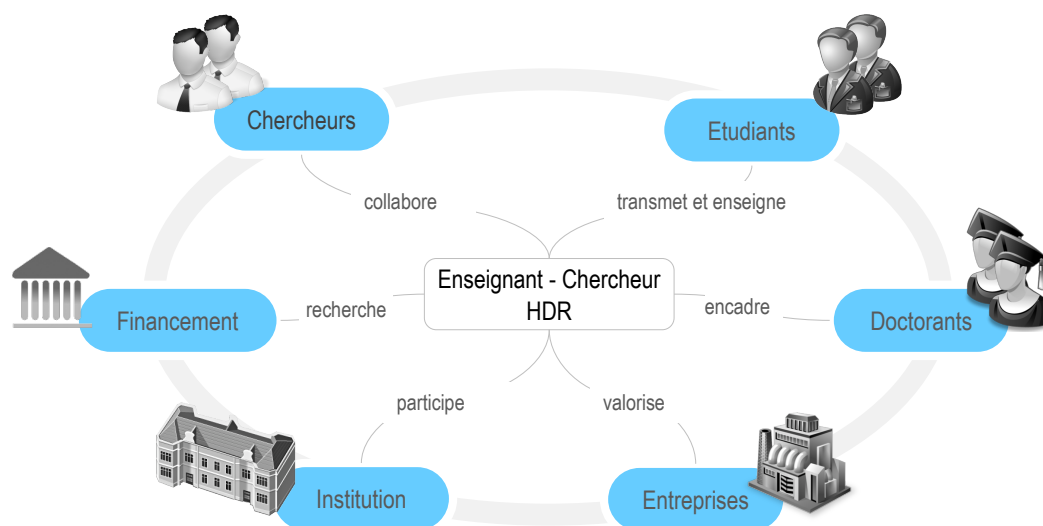 Chercheurs
Etudiants
collabore
transmet et enseigne
Enseignant - Chercheur
HDR
Financement
recherche
encadre
Doctorants
participe
valorise
Institution
Entreprises